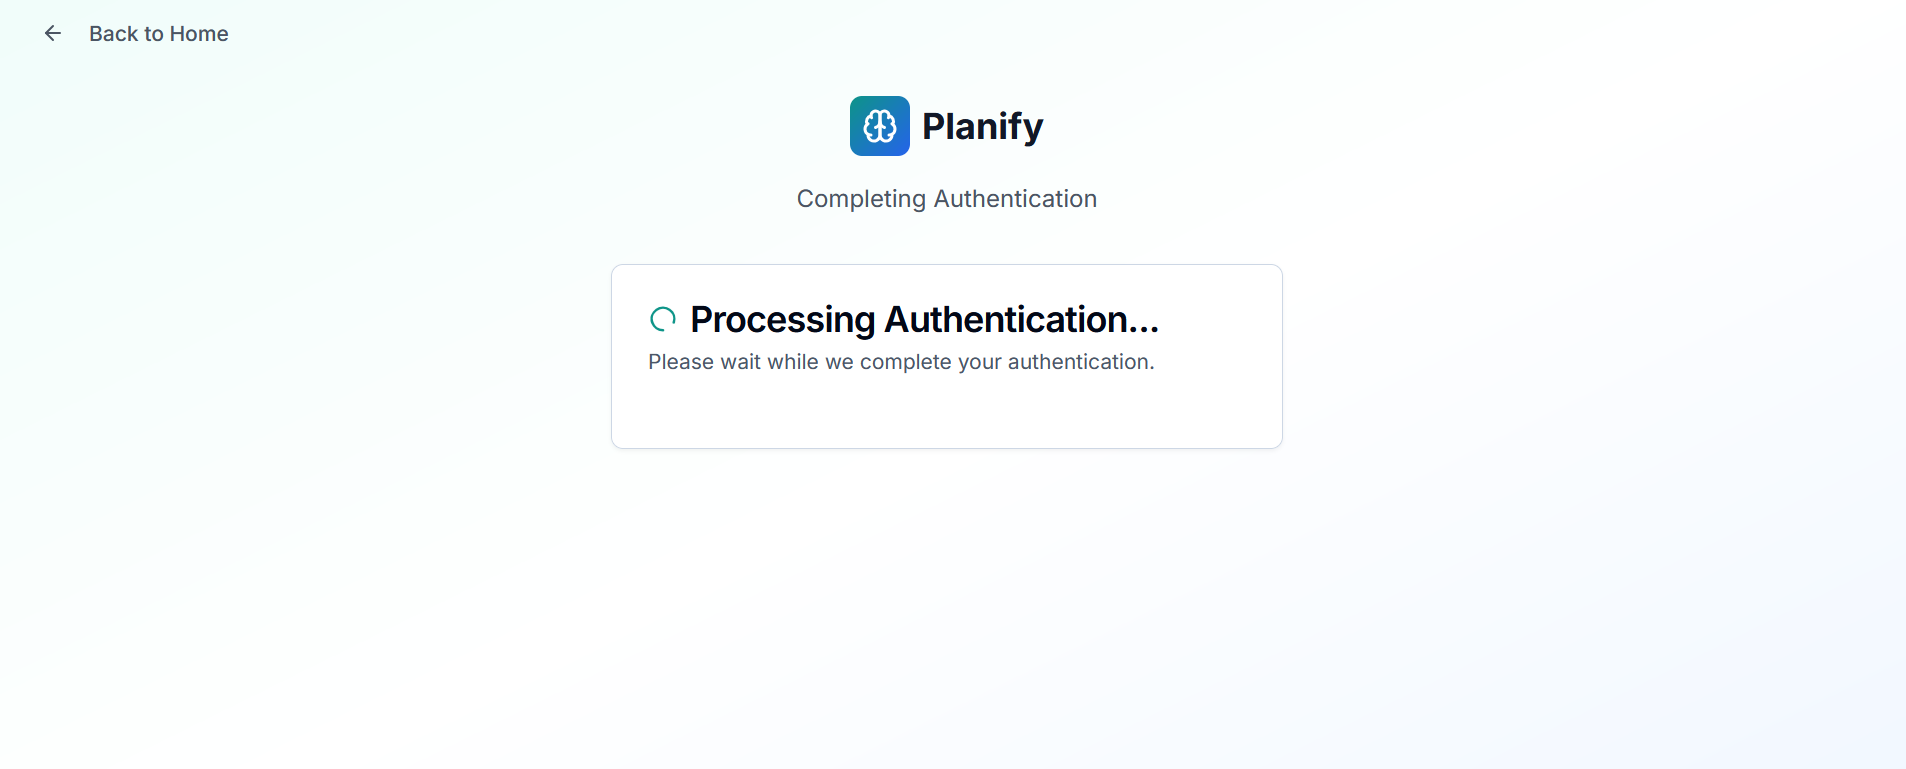 Back to Home
Planify
Completing Authentication
Processing Authentication...
Please wait while we complete your authentication.